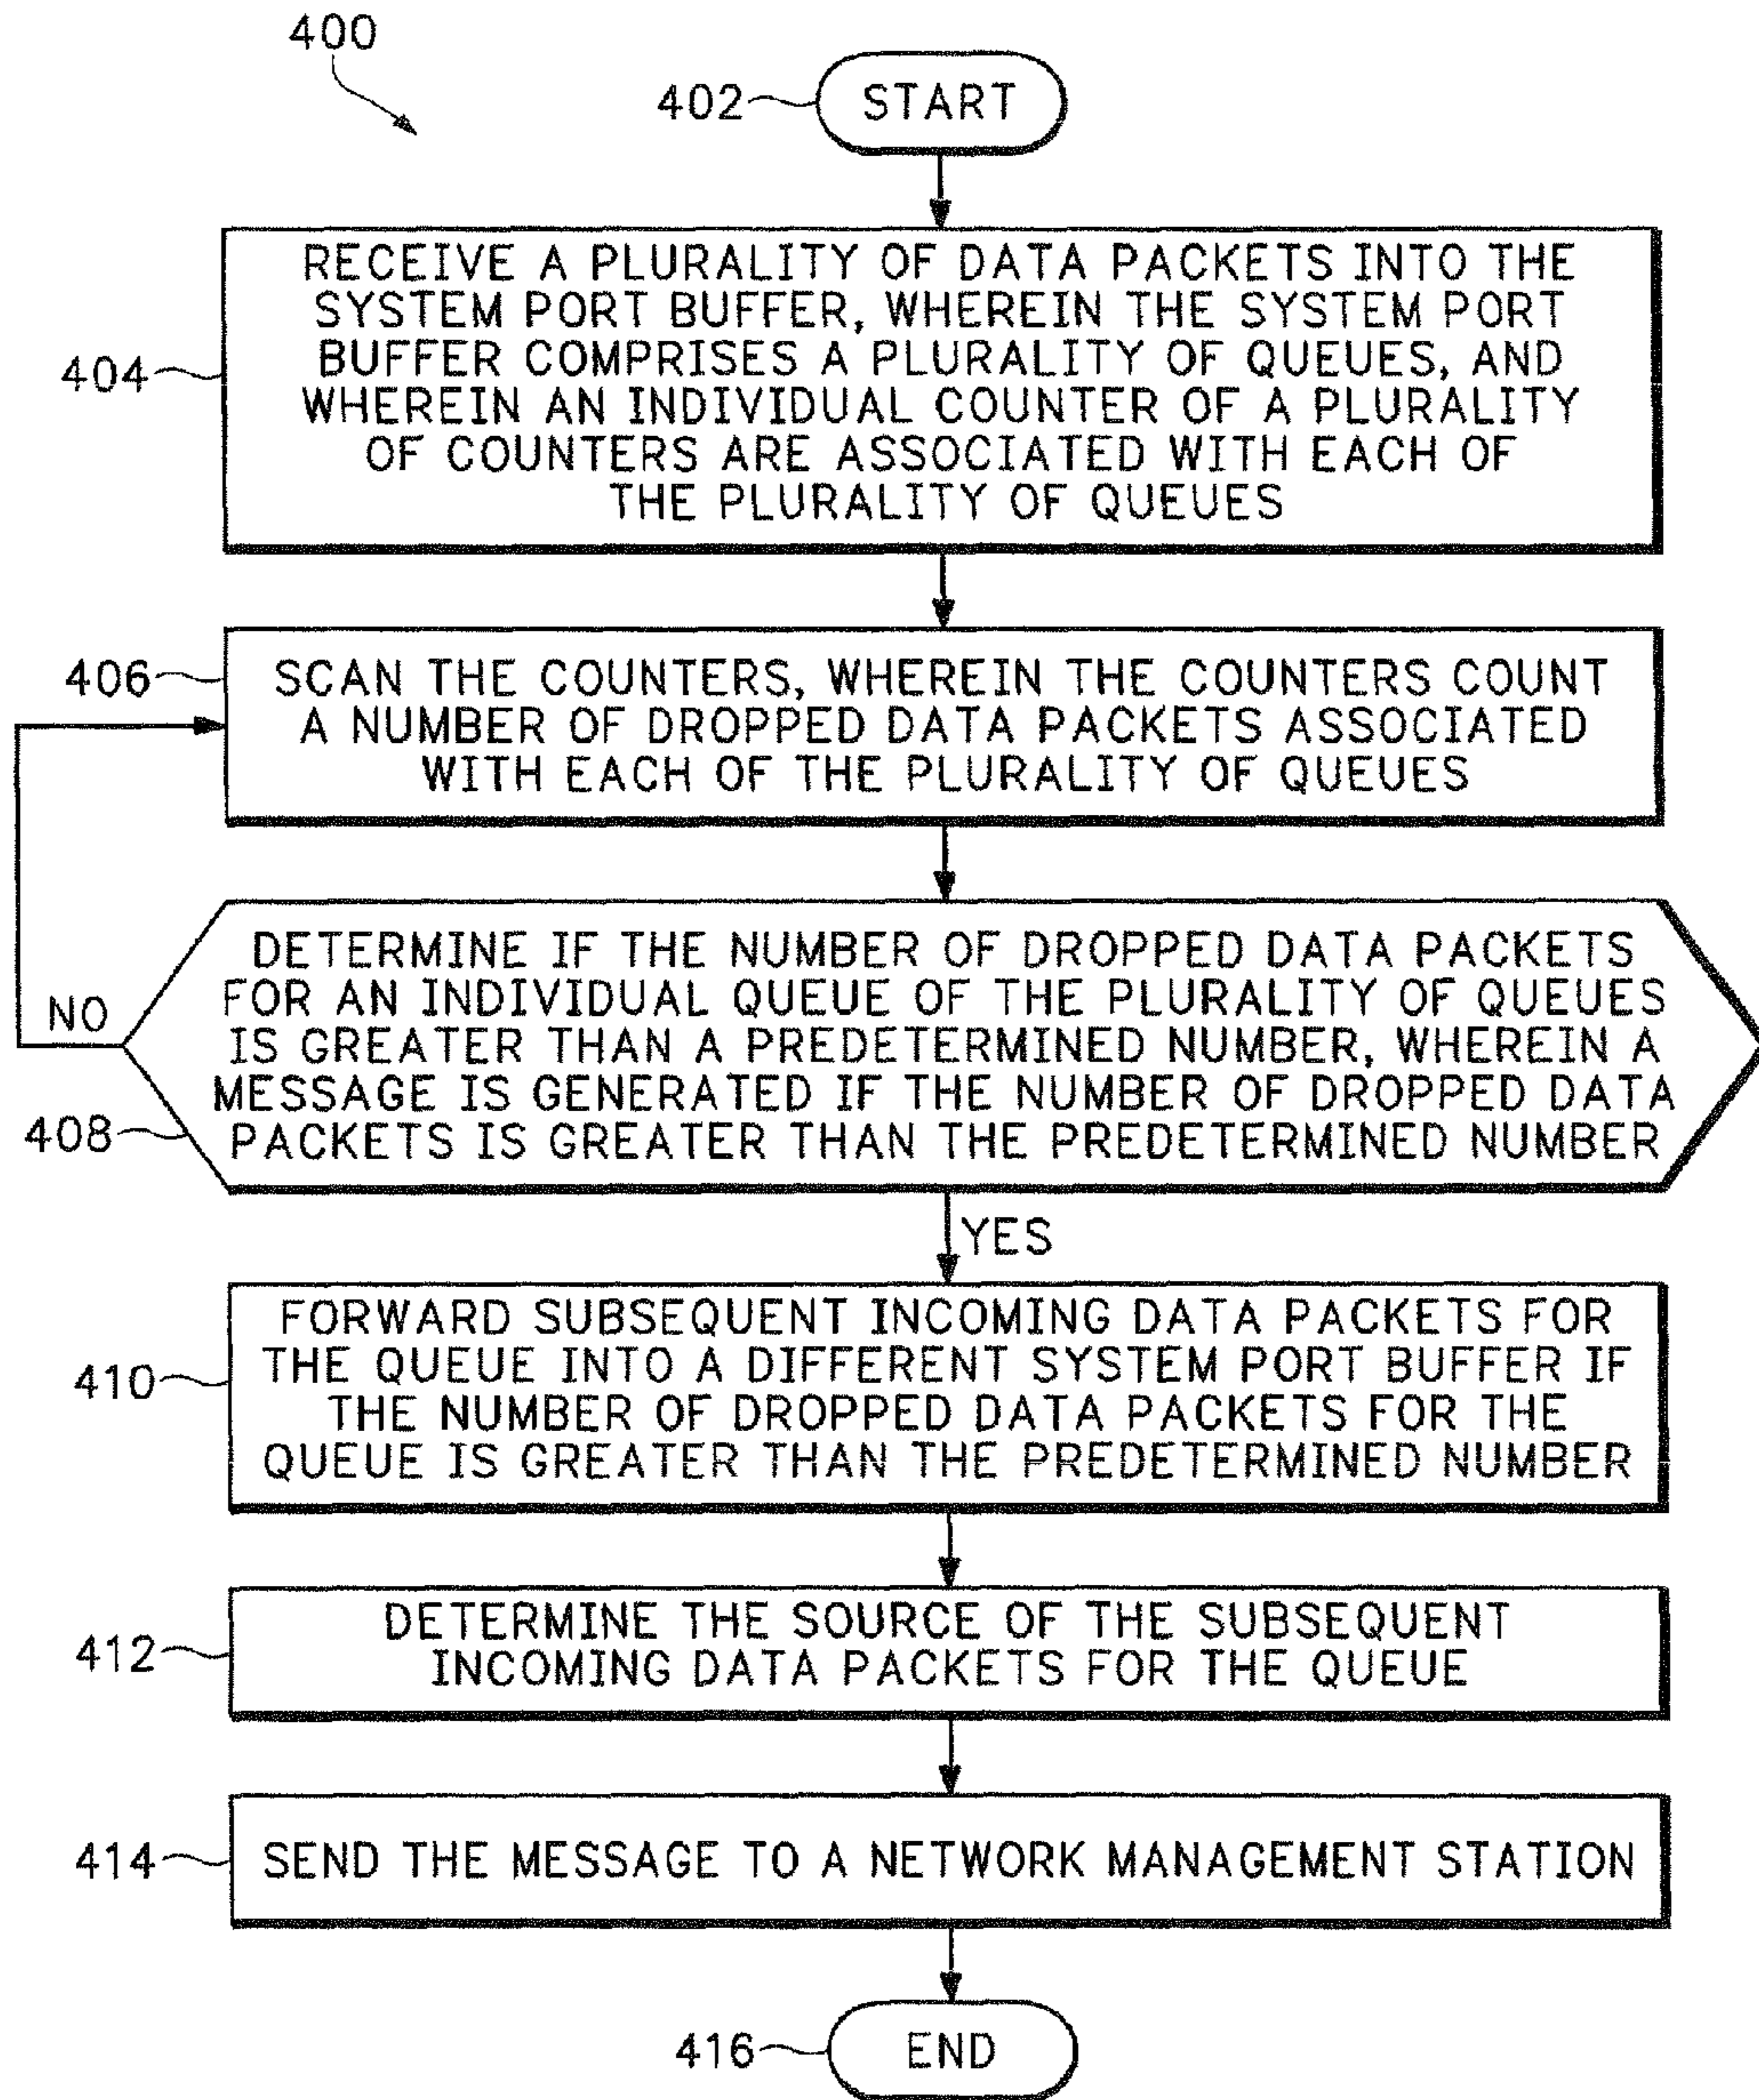 400
402
START
RECEIVE A PLURALITY OF DATA PACKETS INTO THE
SYSTEM PORT BUFFER, WHEREIN THE SYSTEM PORT
BUFFER COMPRISES A PLURALITY OF QUEUES, AND
WHEREIN AN INDIVIDUAL COUNTER OF A PLURALITY
OF COUNTERS ARE ASSOCIATED WITH EACH OF
THE PLURALITY OF QUEUES
404
406
SCAN THE COUNTERS, WHEREIN THE COUNTERS COUNT
A NUMBER OF DROPPED DATA PACKETS ASSOCIATED
WITH EACH OF THE PLURALITY OF QUEUES
DETERMINE IF THE NUMBER OF DROPPED DATA PACKETS
FOR AN INDIVIDUAL QUEUE OF THE PLURALITY OF QUEUES
IS GREATER THAN A PREDETERMINED NUMBER, WHEREIN A
MESSAGE IS GENERATED IF THE NUMBER OF DROPPED DATA
PACKETS IS GREATER THAN THE PREDETERMINED NUMBER
NO
408
YES
FORWARD SUBSEQUENT INCOMING DATA PACKETS FOR
THE QUEUE INTO A DIFFERENT SYSTEM PORT BUFFER IF
THE NUMBER OF DROPPED DATA PACKETS FOR THE
QUEUE IS GREATER THAN THE PREDETERMINED NUMBER
410
DETERMINE THE SOURCE OF THE SUBSEQUENT
INCOMING DATA PACKETS FOR THE QUEUE
412
414
SEND THE MESSAGE TO A NETWORK MANAGEMENT STATION
416
END